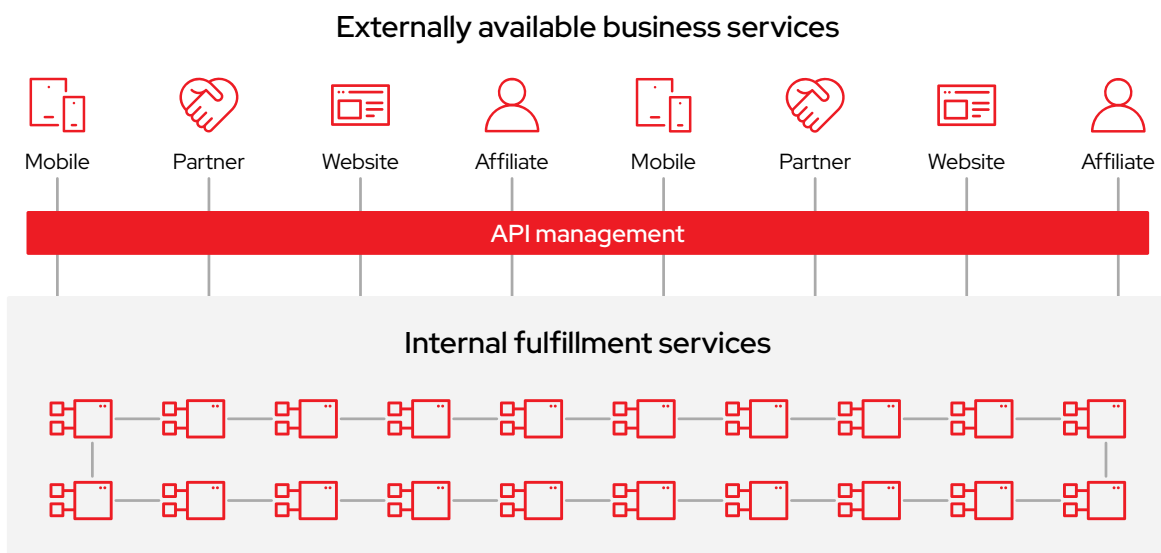 Externally available business services
Mobile Partner Website Affiliate Mobile Partner Website Affiliate
API management
Internal fulfillment services